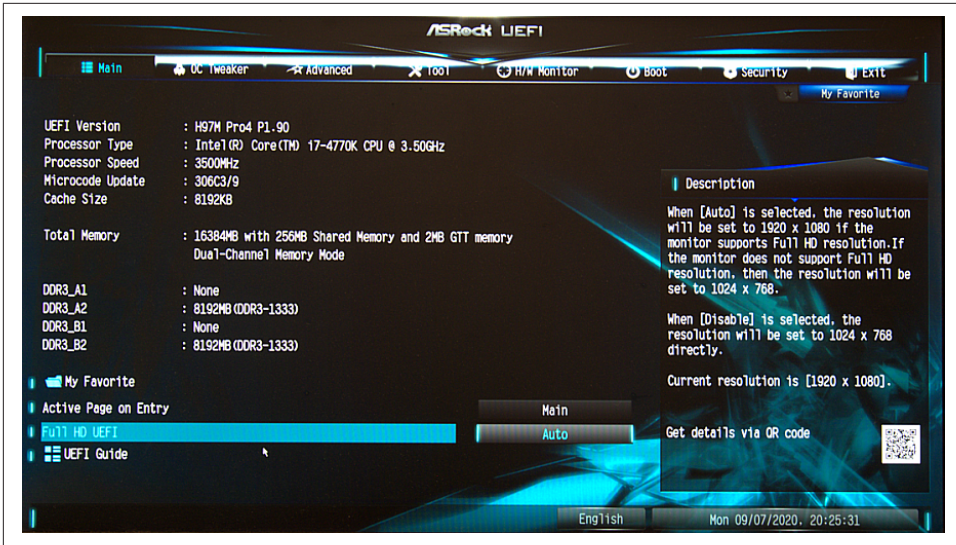 ASRock UEFI
Main OC Tweaker Advanced Tool H/W Monitor Boot Security Exit
My Favorite
UEFI Version : H97M Pro4 P1.90
Processor Type : Intel(R) Core(TM) i7-4770K CPU @ 3.50GHz
Processor Speed : 3500MHz
Microcode Update : 306C3/9
Cache Size : 8192KB
Total Memory : 16384MB with 256MB Shared Memory and 2MB GTT memory
Dual-Channel Memory Mode
DDR3_A1 : None
DDR3_A2 : 8192MB(DDR3-1333)
DDR3_B1 : None
DDR3_B2 : 8192MB(DDR3-1333)
My Favorite
Active Page on Entry Main
Full HD UEFI Auto
UEFI Guide
Description
When [Auto] is selected, the resolution
will be set to 1920 x 1080 if the
monitor supports Full HD resolution.If
the monitor does not support Full HD
resolution, then the resolution will be
set to 1024 x 768.
When [Disable] is selected, the
resolution will be set to 1024 x 768
directly.
Current resolution is [1920 x 1080].
Get details via QR code
English Mon 09/07/2020, 20:25:31